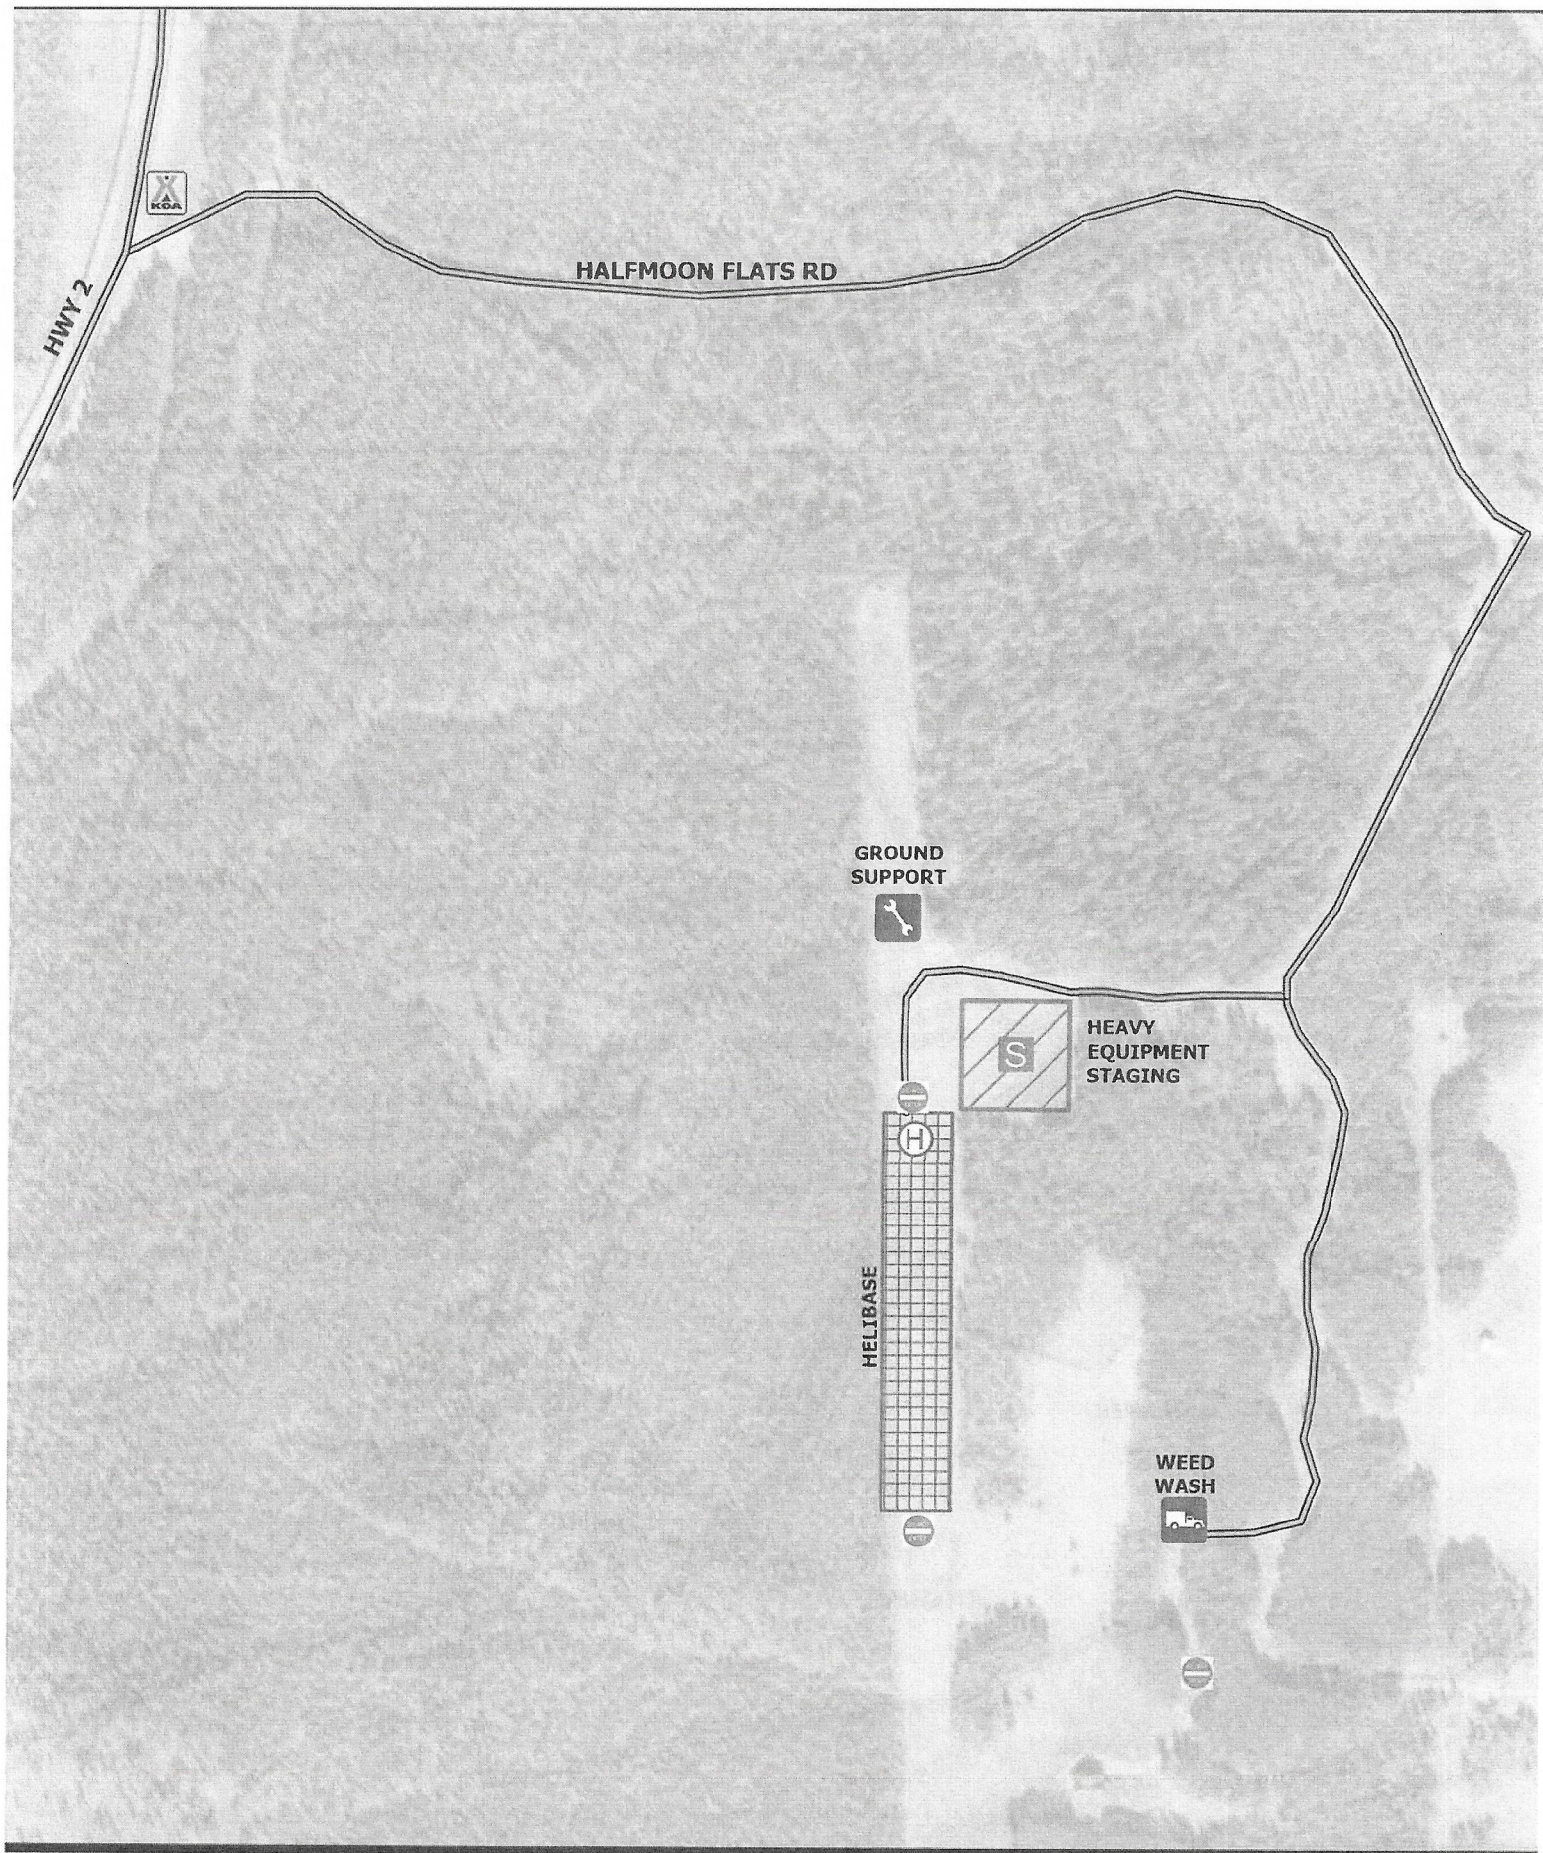 KOA
HWY 2
HALFMOON FLATS RD
GROUND
SUPPORT
S
HEAVY
EQUIPMENT
STAGING
H
HELIBASE
WEED
WASH